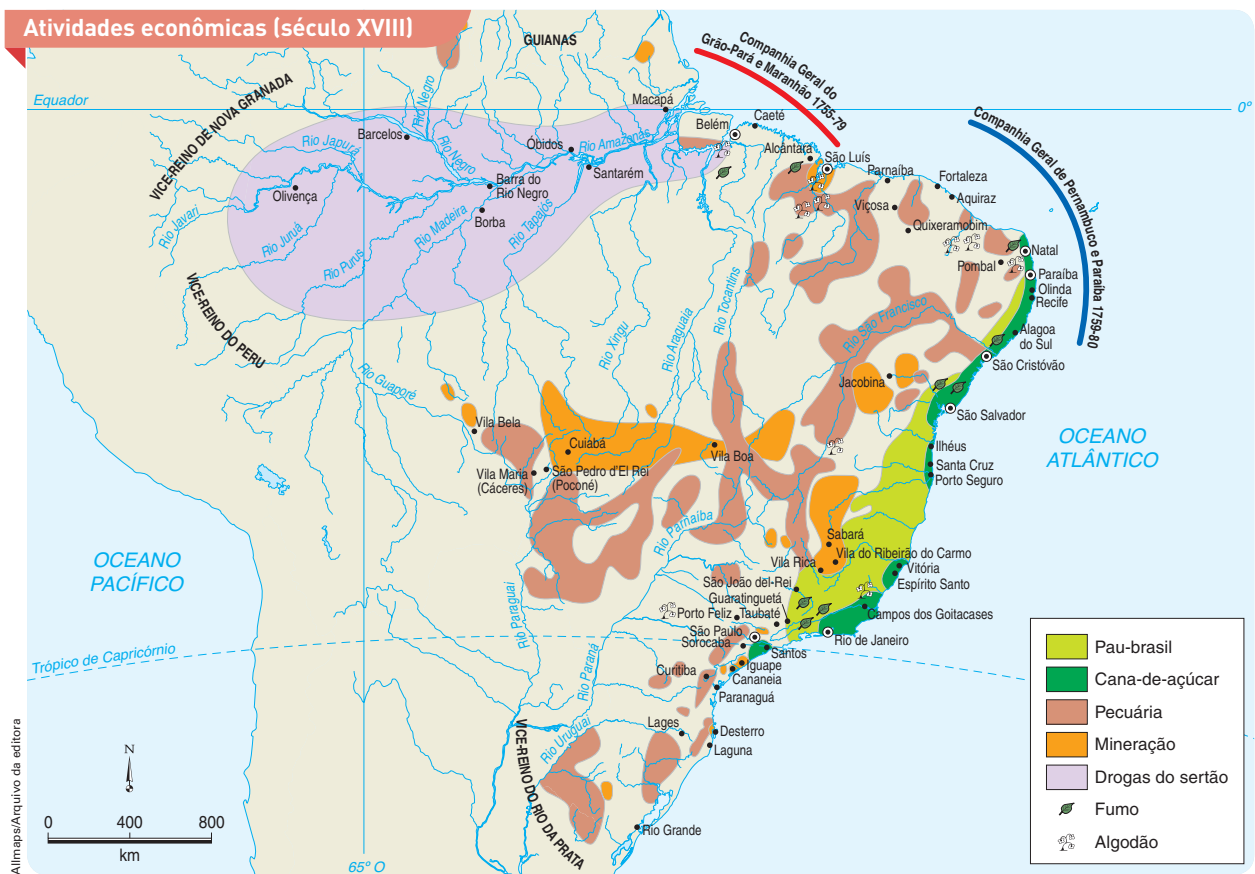 Atividades econômicas (século XVIII)
GUIANAS
Companhia Geral do
Grão-Pará e Maranhão 1755-79
Companhia Geral de Pernambuco e Paraíba 1759-80
VICE-REINO DE NOVA GRANADA
VICE-REINO DO PERU
VICE-REINO DO RIO DA PRATA
Equador
0º
Macapá
Belém
Caeté
Alcântara
São Luís
Parnaíba
Fortaleza
Aquiraz
Viçosa
Quixeramobim
Natal
Pombal
Paraíba
Olinda
Recife
Alagoa
do Sul
São Cristóvão
Barcelos
Rio Negro
Rio Negro
Rio Japurá
Óbidos
Rio Amazonas
Santarém
Olivença
Barra do
Rio Negro
Borba
Rio Javari
Rio Juruá
Rio Purus
Rio Madeira
Rio Tapajós
Rio Xingu
Rio Araguaia
Rio Tocantins
Rio São Francisco
Rio Guaporé
Jacobina
São Salvador
Vila Bela
Cuiabá
Vila Boa
Vila Maria
(Cáceres)
São Pedro d'El Rei
(Poconé)
Ilhéus
Santa Cruz
Porto Seguro
OCEANO
ATLÂNTICO
OCEANO
PACÍFICO
Rio Parnaíba
Sabará
Vila do Ribeirão do Carmo
Vila Rica
Vitória
Espírito Santo
São João del-Rei
Guaratinguetá
Porto Feliz
Taubaté
Campos dos Goitacases
São Paulo
Sorocaba
Rio de Janeiro
Santos
Iguape
Cananeia
Curitiba
Paranaguá
Rio Paraguai
Rio Paraná
Trópico de Capricórnio
Lages
Desterro
Laguna
Rio Uruguai
Rio Grande
65º O
N
0 400 800
km
Allmaps/Arquivo da editora
Pau-brasil
Cana-de-açúcar
Pecuária
Mineração
Drogas do sertão
Fumo
Algodão